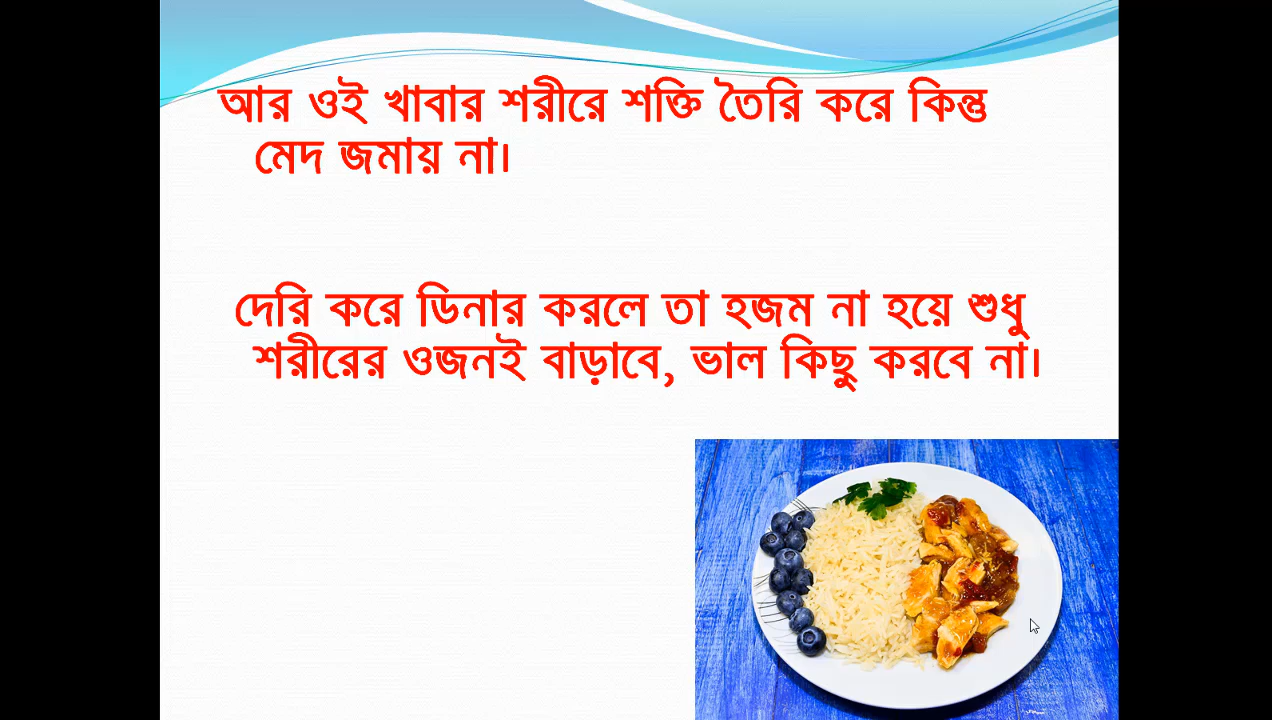 আর ওই খাবার শরীরে শক্তি তৈরি করে কিন্তু
মেদ জমায় না।
দেরি করে ডিনার করলে তা হজম না হয়ে শুধু
শরীরের ওজনই বাড়াবে, ভাল কিছু করবে না।